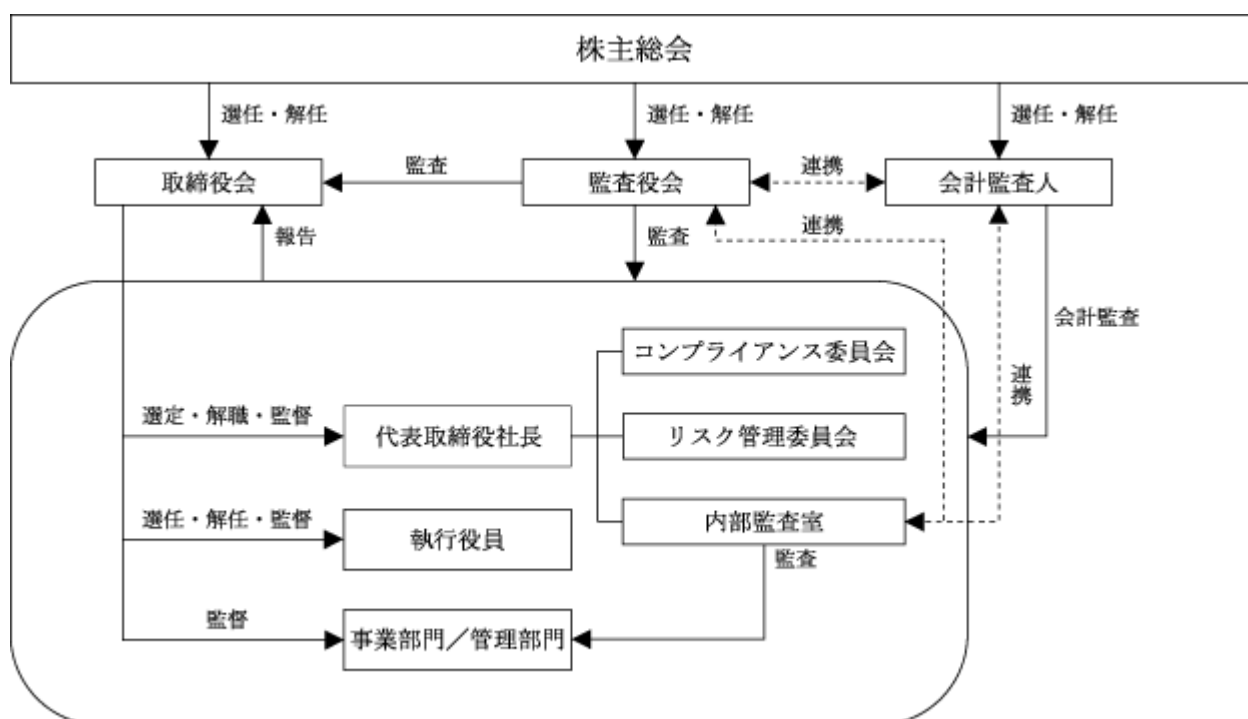 株主総会
選任・解任
選任・解任
選任・解任
取締役会
監査
監査役会
連携
会計監査人
報告
監査
連携
会計監査
連携
コンプライアンス委員会
選定・解職・監督
代表取締役社長
リスク管理委員会
選任・解任・監督
執行役員
内部監査室
監査
監督
事業部門／管理部門